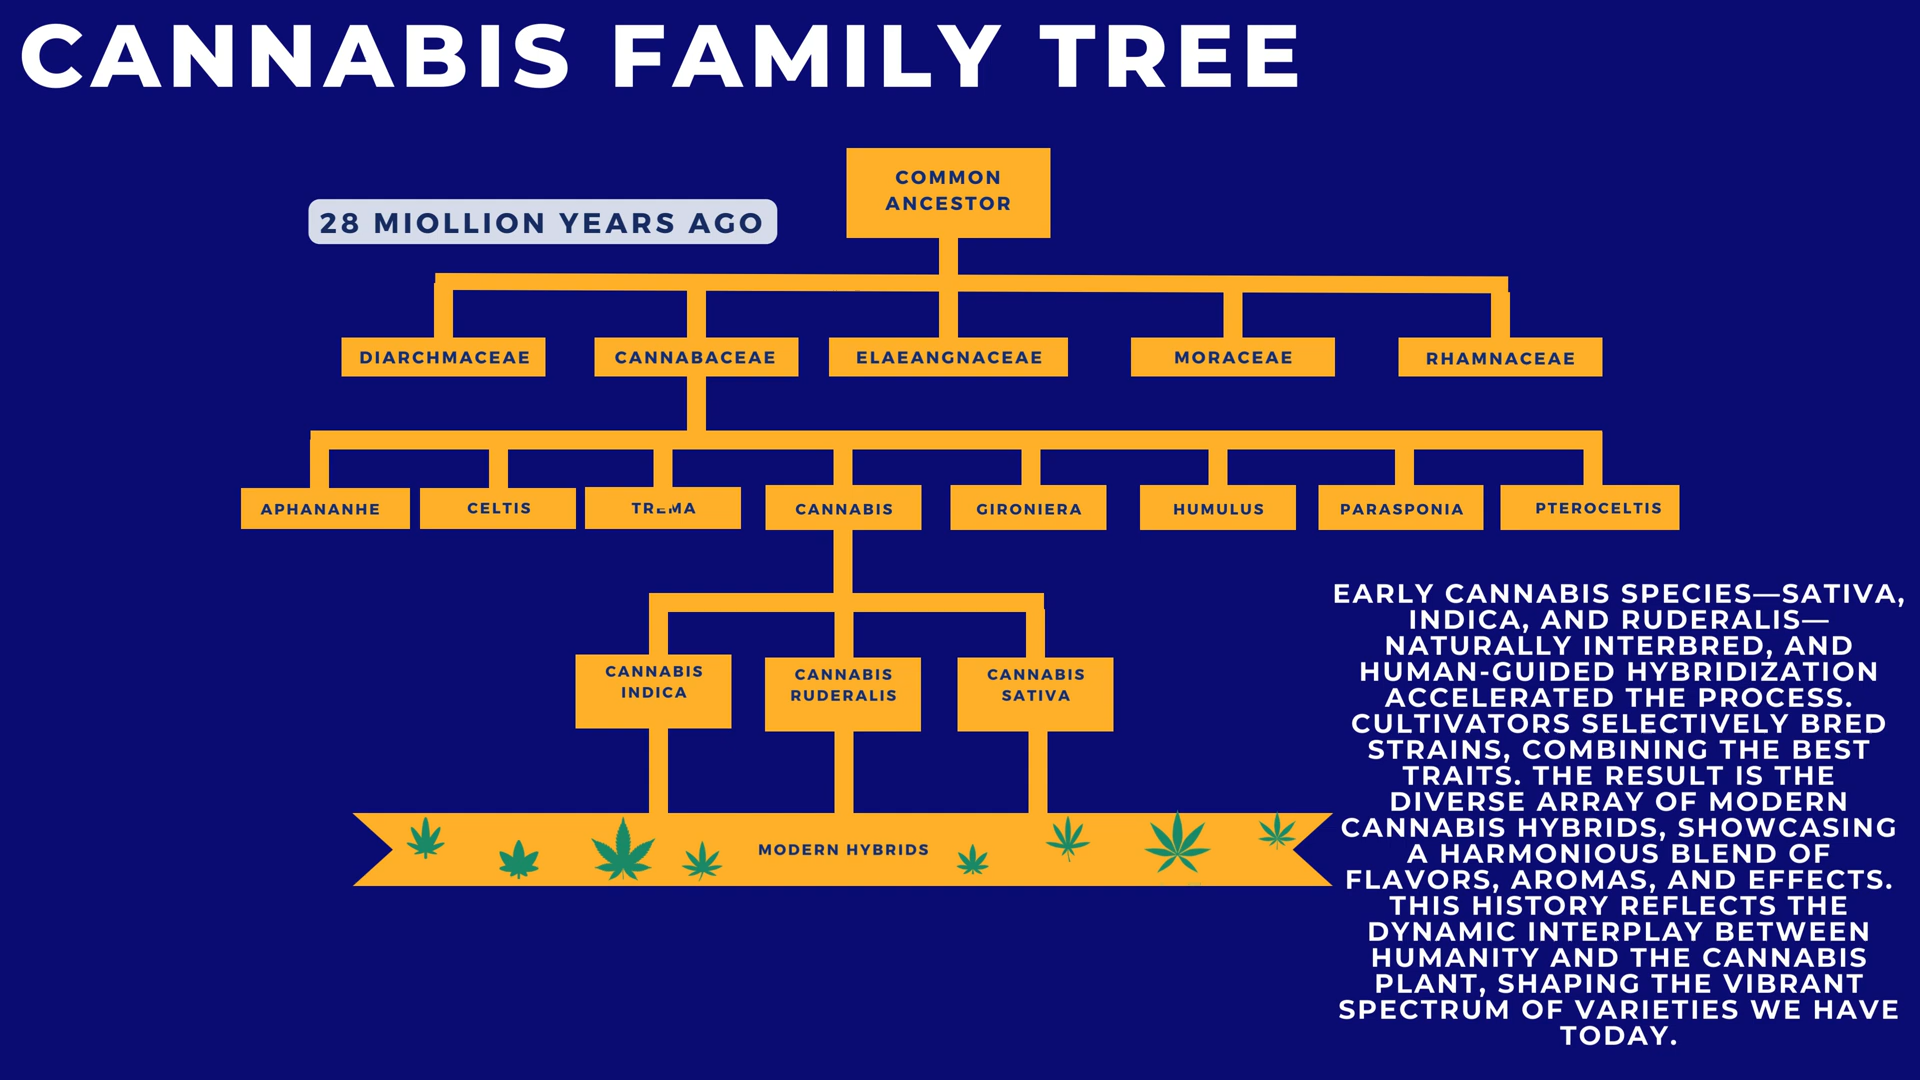 CANNABIS FAMILY TREE
COMMON
ANCESTOR
28 MIOLLION YEARS AGO
DIARCHMACEAE
CANNABACEAE
ELAEANGNACEAE
MORACEAE
RHAMNACEAE
APHANANHE
CELTIS
TREMA
CANNABIS
GIRONIERA
HUMULUS
PARASPONIA
PTEROCELTIS
CANNABIS
INDICA
CANNABIS
RUDERALIS
CANNABIS
SATIVA
MODERN HYBRIDS
EARLY CANNABIS SPECIES—SATIVA,
INDICA, AND RUDERALIS—
NATURALLY INTERBRED, AND
HUMAN-GUIDED HYBRIDIZATION
ACCELERATED THE PROCESS.
CULTIVATORS SELECTIVELY BRED
STRAINS, COMBINING THE BEST
TRAITS. THE RESULT IS THE
DIVERSE ARRAY OF MODERN
CANNABIS HYBRIDS, SHOWCASING
A HARMONIOUS BLEND OF
FLAVORS, AROMAS, AND EFFECTS.
THIS HISTORY REFLECTS THE
DYNAMIC INTERPLAY BETWEEN
HUMANITY AND THE CANNABIS
PLANT, SHAPING THE VIBRANT
SPECTRUM OF VARIETIES WE HAVE
TODAY.